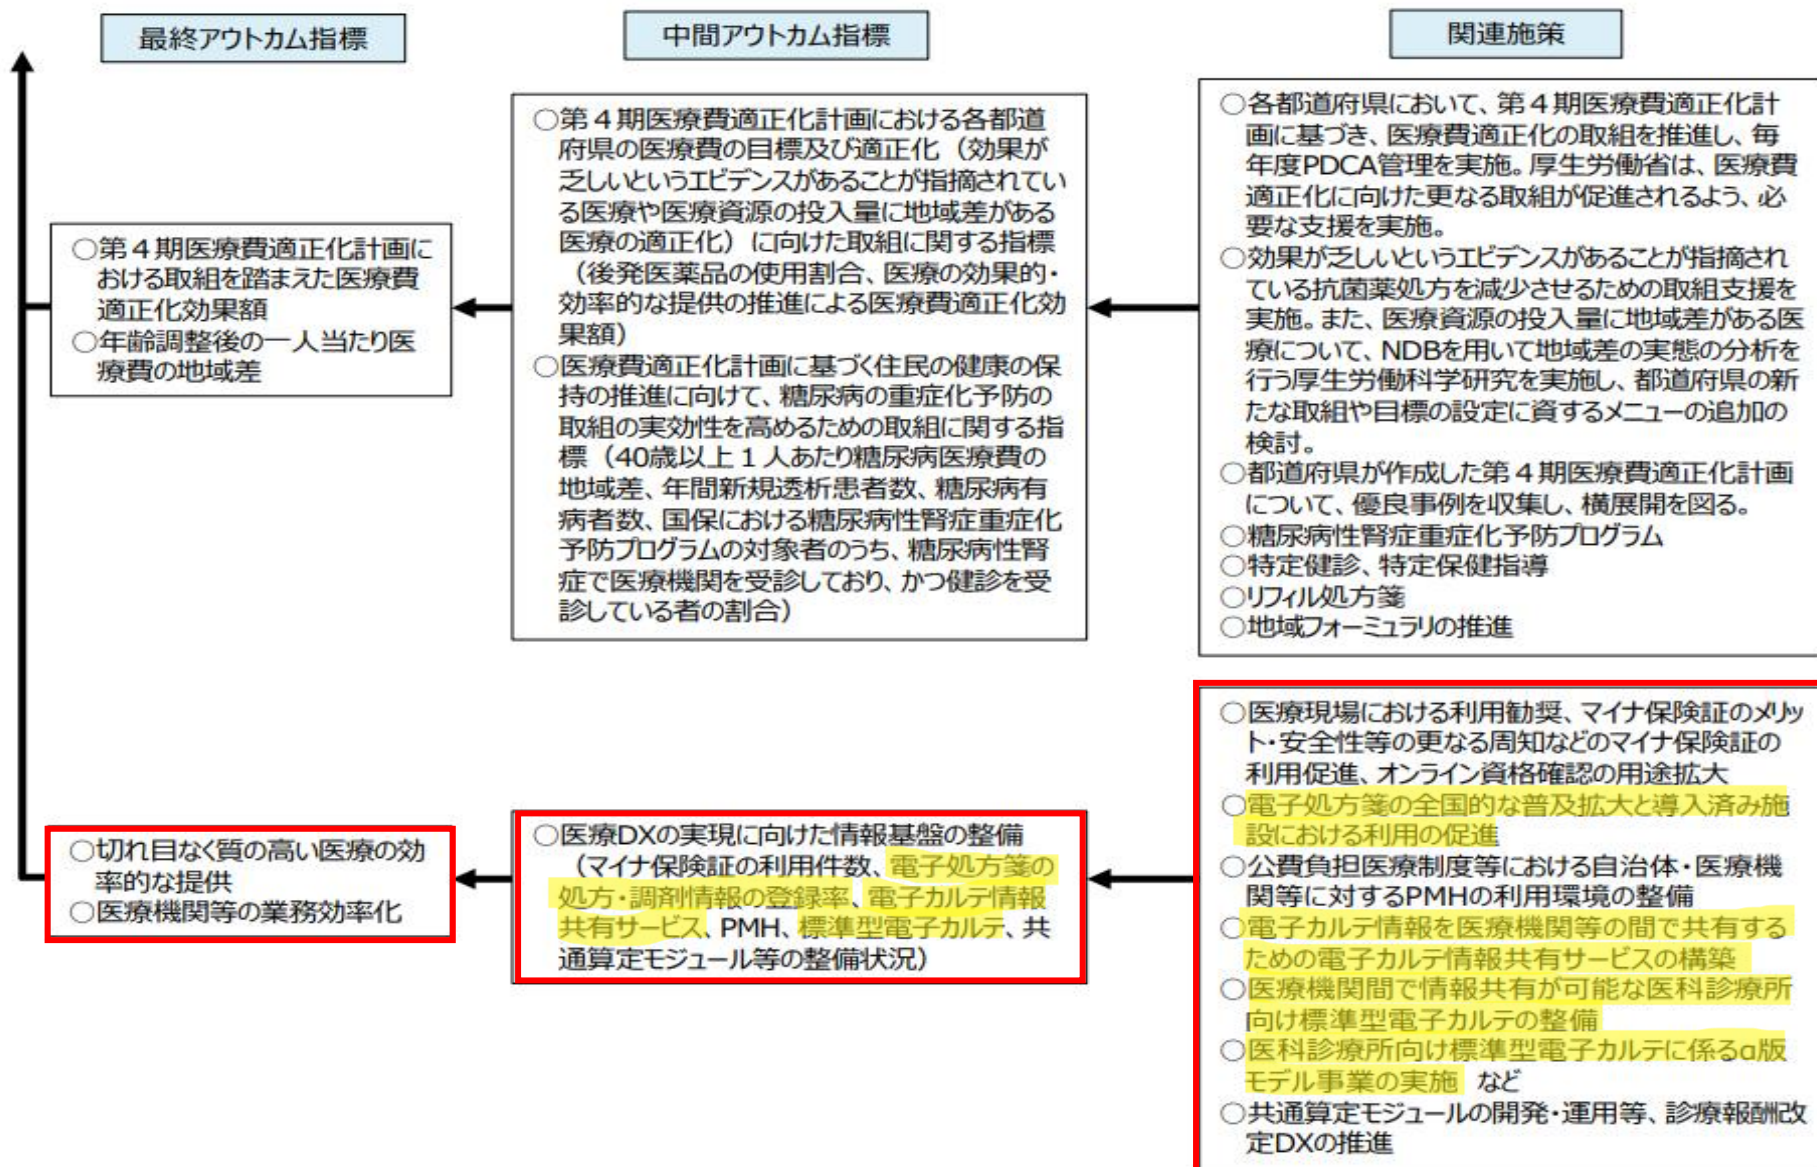 最終アウトカム指標
中間アウトカム指標
関連施策
○第４期医療費適正化計画に
おける取組を踏まえた医療費
適正化効果額
○年齢調整後の一人当たり医
療費の地域差
○第４期医療費適正化計画における各都道
府県の医療費の目標及び適正化（効果が
乏しいというエビデンスがあることが指摘されてい
る医療や医療資源の投入量に地域差がある
医療の適正化）に向けた取組に関する指標
（後発医薬品の使用割合、医療の効果的・
効率的な提供の推進による医療費適正化効
果額）
○医療費適正化計画に基づく住民の健康の保
持の推進に向けて、糖尿病の重症化予防の
取組の実効性を高めるための取組に関する指
標（40歳以上１人あたり糖尿病医療費の
地域差、年間新規透析患者数、糖尿病有
病者数、国保における糖尿病性腎症重症化
予防プログラムの対象者のうち、糖尿病性腎
症で医療機関を受診しており、かつ健診を受
診している者の割合）
○各都道府県において、第４期医療費適正化計
画に基づき、医療費適正化の取組を推進し、毎
年度PDCA管理を実施。厚生労働省は、医療費
適正化に向けた更なる取組が促進されるよう、必
要な支援を実施。
○効果が乏しいというエビデンスがあることが指摘され
ている抗菌薬処方を減少させるための取組支援を
実施。また、医療資源の投入量に地域差がある医
療について、NDBを用いて地域差の実態の分析を
行う厚生労働科学研究を実施し、都道府県の新
たな取組や目標の設定に資するメニューの追加の
検討。
○都道府県が作成した第４期医療費適正化計画
について、優良事例を収集し、横展開を図る。
○糖尿病性腎症重症化予防プログラム
○特定健診、特定保健指導
○リフィル処方箋
○地域フォーミュラリの推進
○切れ目なく質の高い医療の効
率的な提供
○医療機関等の業務効率化
○医療DXの実現に向けた情報基盤の整備
（マイナ保険証の利用件数、電子処方箋の
処方・調剤情報の登録率、電子カルテ情報
共有サービス、PMH、標準型電子カルテ、共
通算定モジュール等の整備状況）
○医療現場における利用勧奨、マイナ保険証のメリッ
ト・安全性等の更なる周知などのマイナ保険証の
利用促進、オンライン資格確認の用途拡大
○電子処方箋の全国的な普及拡大と導入済み施
設における利用の促進
○公費負担医療制度等における自治体・医療機
関等に対するPMHの利用環境の整備
○電子カルテ情報を医療機関等の間で共有する
ための電子カルテ情報共有サービスの構築
○医療機関間で情報共有が可能な医科診療所
向け標準型電子カルテの整備
○医科診療所向け標準型電子カルテに係るα版
モデル事業の実施 など
○共通算定モジュールの開発・運用等、診療報酬改
定DXの推進